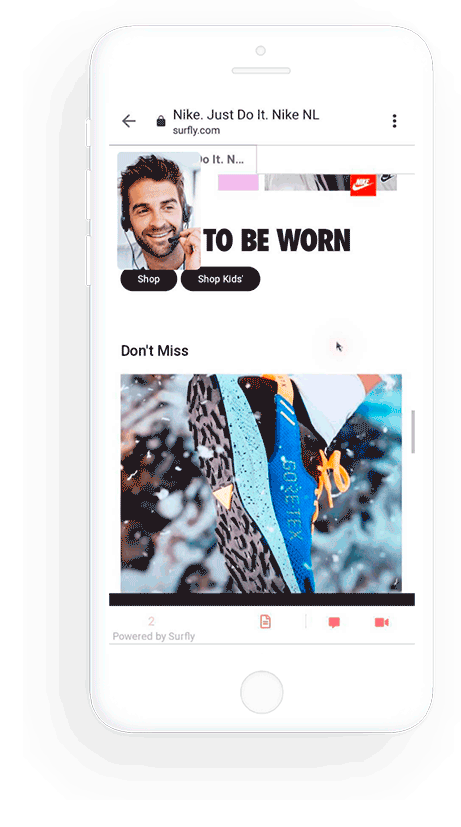 Nike. Just Do It. Nike NL
surfly.com
Do It. N...
NIKE
TO BE WORN
Shop
Shop Kids'
Don't Miss
GORE-TEX
2
Powered by Surfly